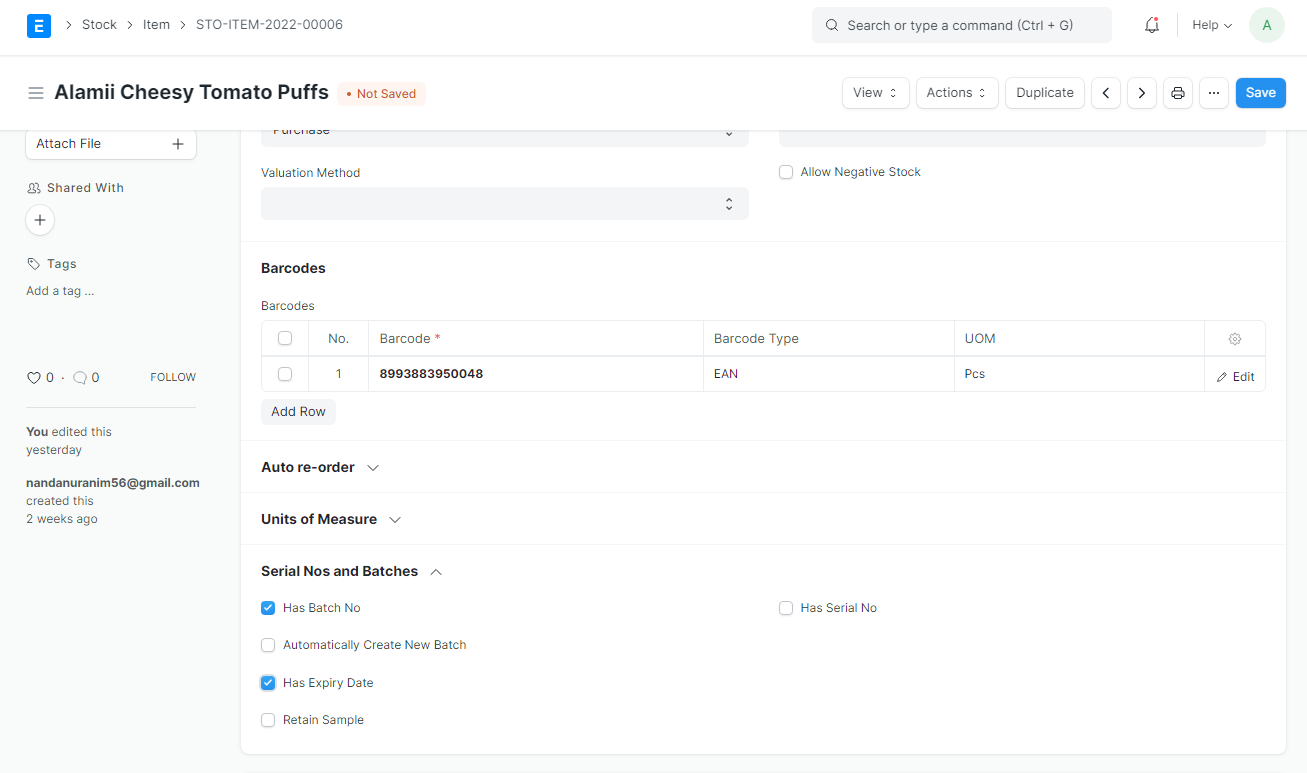 E
Stock
Item
STO-ITEM-2022-00006
Search or type a command (Ctrl + G)
Help
A
Alamii Cheesy Tomato Puffs
Not Saved
View
Actions
Duplicate
Save
Attach File
Shared With
Tags
Add a tag ...
0 · 0
FOLLOW
You edited this
yesterday
nandanuranim56@gmail.com
created this
2 weeks ago
Purchase
Valuation Method
Allow Negative Stock
Barcodes
Barcodes
No. Barcode * Barcode Type UOM
1 8993883950048 EAN Pcs Edit
Add Row
Auto re-order
Units of Measure
Serial Nos and Batches
Has Batch No
Has Serial No
Automatically Create New Batch
Has Expiry Date
Retain Sample